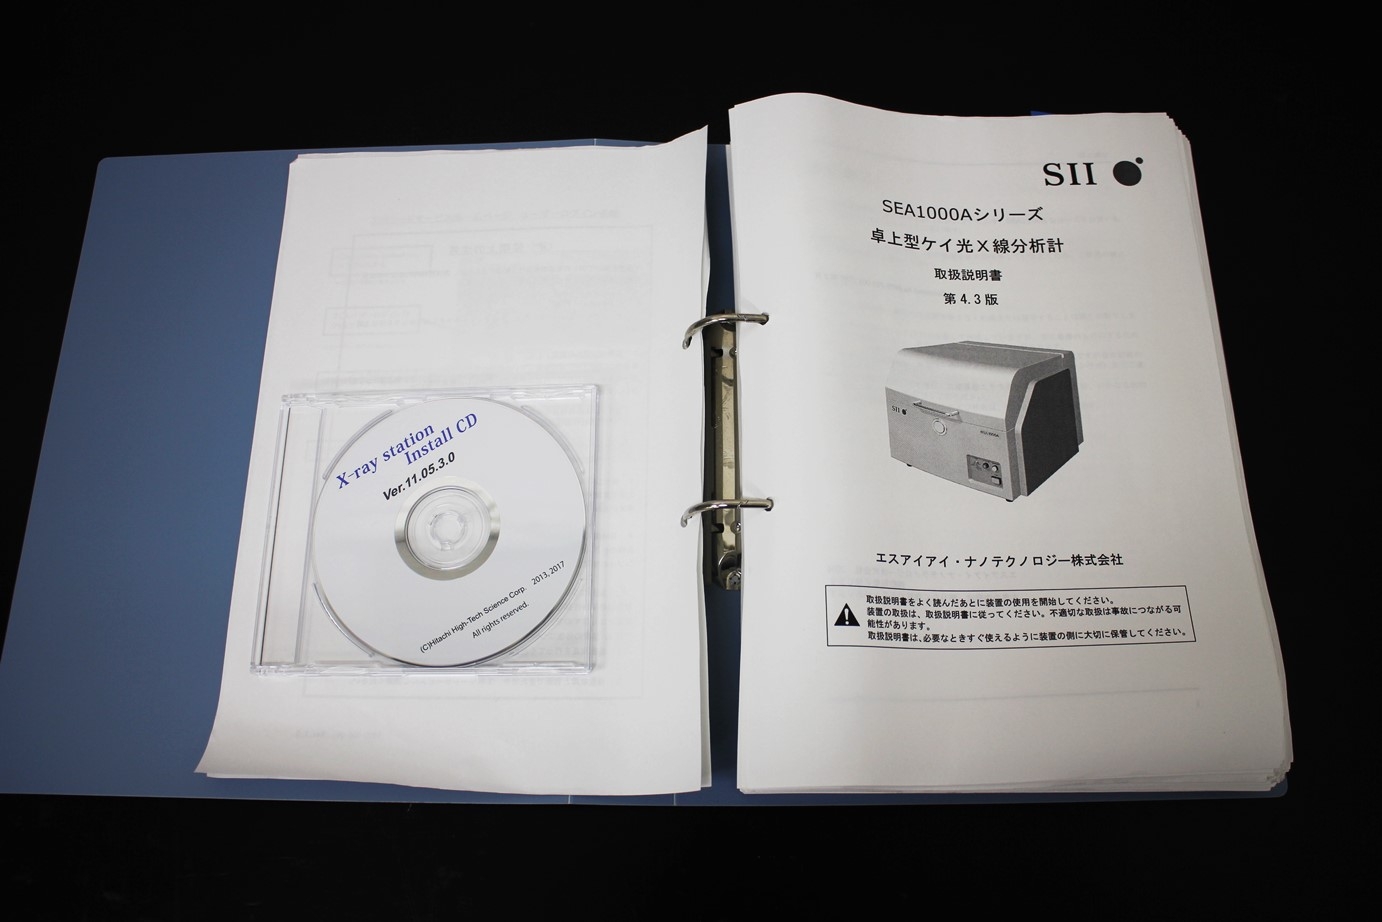 X-ray station
Install CD
Ver.11.05.3.0
(C)Hitachi High-Tech Science Corp. 2013, 2017
All rights reserved.
SII
SEA1000Aシリーズ
卓上型ケイ光X線分析計
取扱説明書
第4.3版
SII
エスアイアイ・ナノテクノロジー株式会社
取扱説明書をよく読んだあとに装置の使用を開始してください。
装置の取扱は、取扱説明書に従ってください。不適切な取扱は事故につながる可
能性があります。
取扱説明書は、必要なときすぐ使えるように装置の側に大切に保管してください。